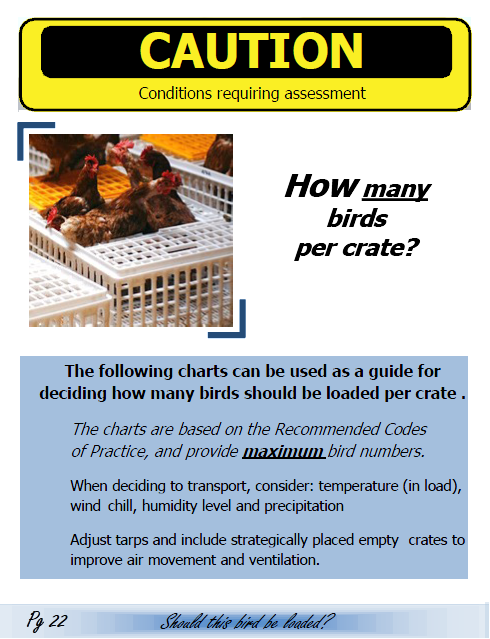 CAUTION
Conditions requiring assessment
How many
birds
per crate?
The following charts can be used as a guide for
deciding how many birds should be loaded per crate .
The charts are based on the Recommended Codes
of Practice, and provide maximum bird numbers.
When deciding to transport, consider: temperature (in load),
wind chill, humidity level and precipitation
Adjust tarps and include strategically placed empty crates to
improve air movement and ventilation.
Pg 22
Should this bird be loaded?